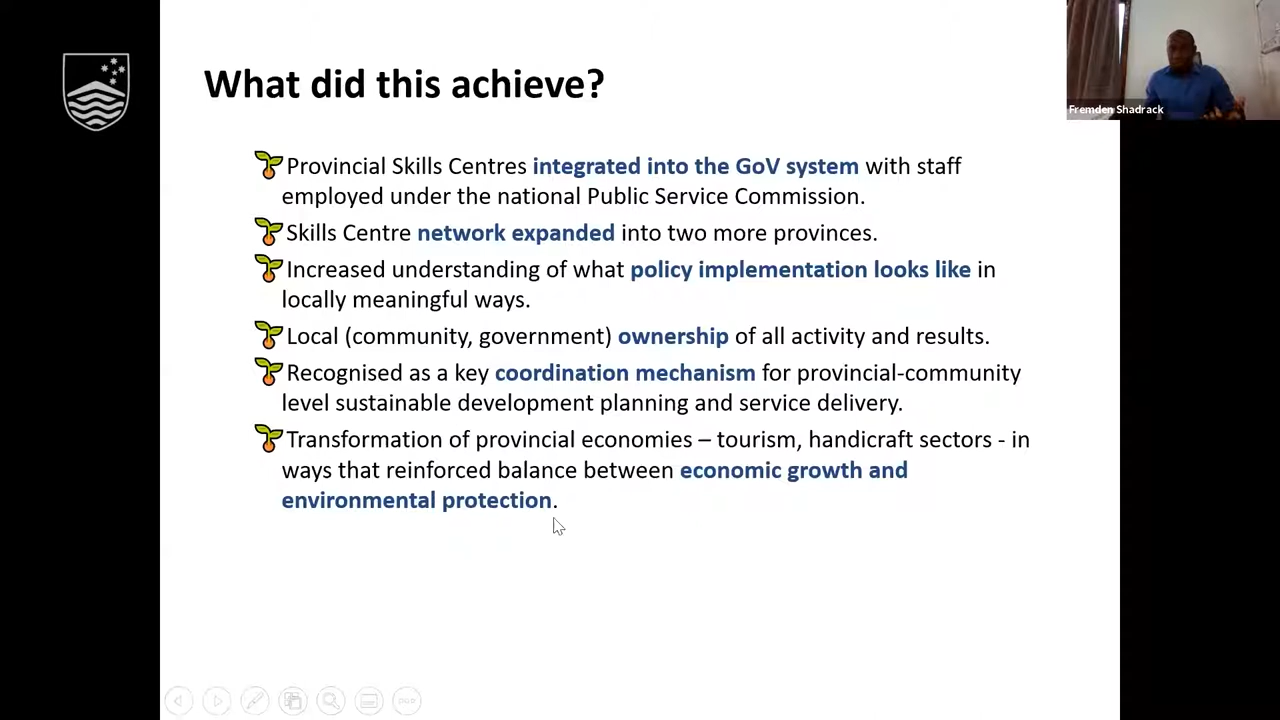 What did this achieve?
Fremden Shadrack
Provincial Skills Centres integrated into the GoV system with staff
employed under the national Public Service Commission.
Skills Centre network expanded into two more provinces.
Increased understanding of what policy implementation looks like in
locally meaningful ways.
Local (community, government) ownership of all activity and results.
Recognised as a key coordination mechanism for provincial-community
level sustainable development planning and service delivery.
Transformation of provincial economies – tourism, handicraft sectors - in
ways that reinforced balance between economic growth and
environmental protection.